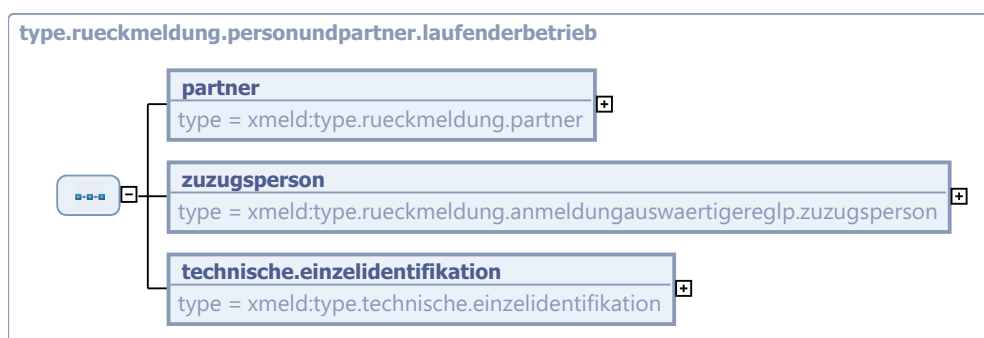 type.rueckmeldung.personundpartner.laufenderbetrieb
partner
type = xmeld:type.rueckmeldung.partner
zuzugsperson
type = xmeld:type.rueckmeldung.anmeldungauswaertigereglp.zuzugsperson
technische.einzelidentifikation
type = xmeld:type.technische.einzelidentifikation